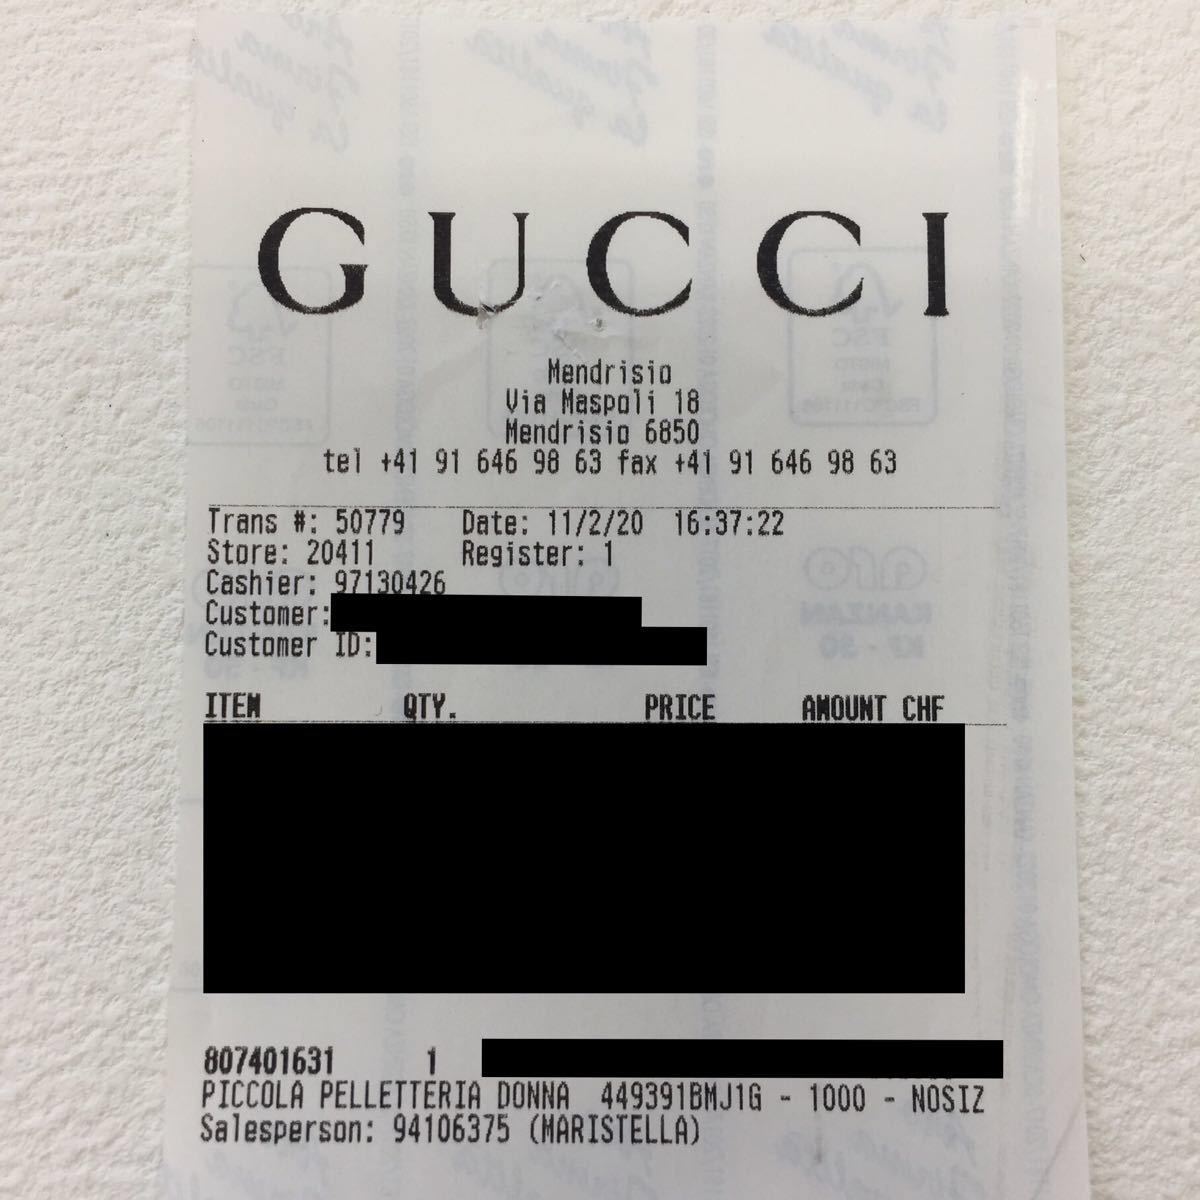 GUCCI
Mendrisio
Via Maspoli 18
Mendrisio 6850
tel +41 91 646 98 63 fax +41 91 646 98 63
Trans #: 50779 Date: 11/2/20 16:37:22
Store: 20411 Register: 1
Cashier: 97130426
Customer:
Customer ID:
ITEM QTY. PRICE AMOUNT CHF
807401631 1
PICCOLA PELLETTERIA DONNA 449391BMJ1G - 1000 - NOSIZ
Salesperson: 94106375 (MARISTELLA)